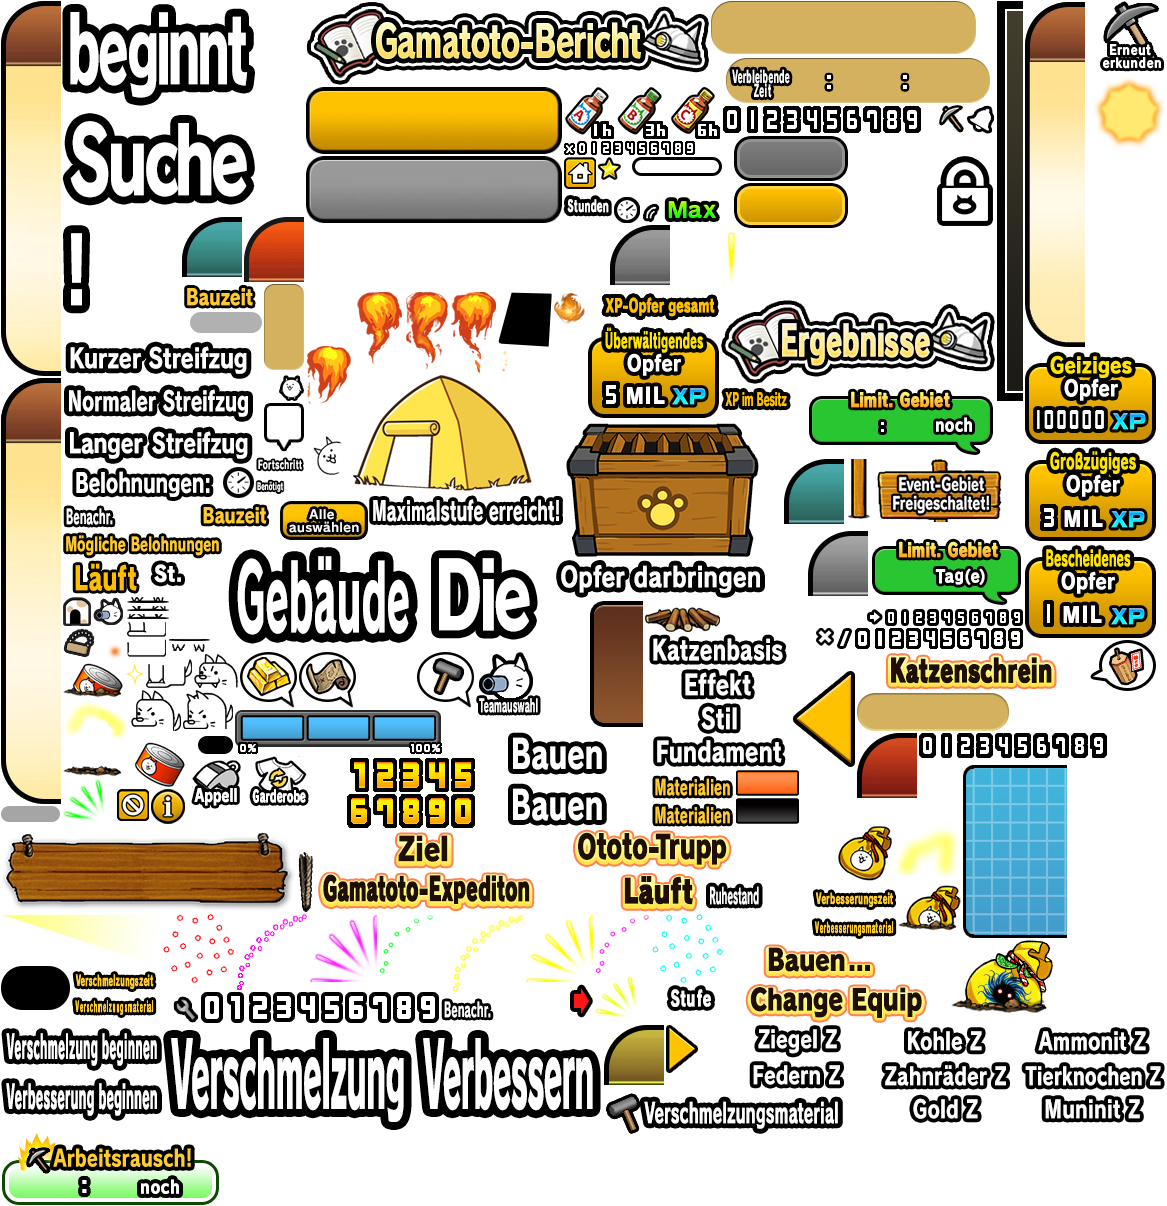 beginnt
Suche
!
Gamatoto-Bericht
Verbleibende
Zeit
: :
Erneut
erkunden
A 1h
B 3h
C 6h
0123456789
×0123456789
Stunden
Max
Bauzeit
XP-Opfer gesamt
Überwältigendes
Opfer
5 MIL XP
Ergebnisse
XP im Besitz
Kurzer Streifzug
Normaler Streifzug
Langer Streifzug
Belohnungen:
Fortschritt
Benötigt
Limit. Gebiet
: noch
Geiziges
Opfer
100000 XP
Großzügiges
Opfer
3 MIL XP
Bescheidenes
Opfer
1 MIL XP
Event-Gebiet
Freigeschaltet!
Benachr.
Bauzeit
Alle
auswählen
Maximalstufe erreicht!
Mögliche Belohnungen
Läuft
St.
Gebäude
Die
Opfer darbringen
Limit. Gebiet
Tag(e)
➔0123456789
×/0123456789
Katzenbasis
Effekt
Stil
Fundament
Materialien
Materialien
Katzenschrein
Teamauswahl
0% 100%
0123456789
Appell
Garderobe
12345
67890
Bauen
Bauen
Ziel
Gamatoto-Expediton
Ototo-Trupp
Läuft
Ruhestand
Verbesserungszeit
Verbesserungsmaterial
Verschmelzungszeit
Verschmelzungsmaterial
0123456789
Benachr.
Stufe
Bauen...
Change Equip
Verschmelzung beginnen
Verbesserung beginnen
Verschmelzung
Verbessern
Verschmelzungsmaterial
Ziegel Z
Federn Z
Kohle Z
Zahnräder Z
Gold Z
Ammonit Z
Tierknochen Z
Muninit Z
Arbeitsrausch!
: noch